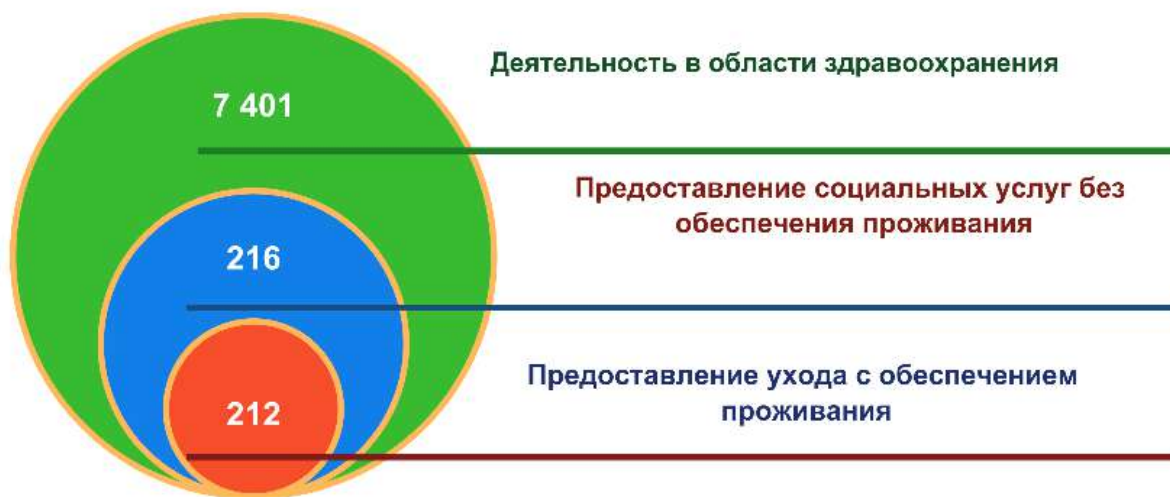 Деятельность в области здравоохранения
7 401
Предоставление социальных услуг без
обеспечения проживания
216
Предоставление ухода с обеспечением
проживания
212